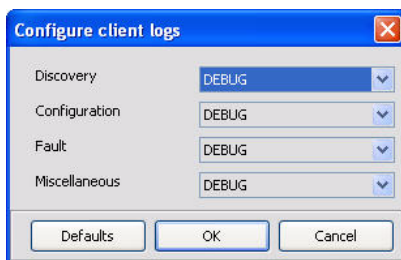 Configure client logs
Discovery DEBUG
Configuration DEBUG
Fault DEBUG
Miscellaneous DEBUG
Defaults OK Cancel